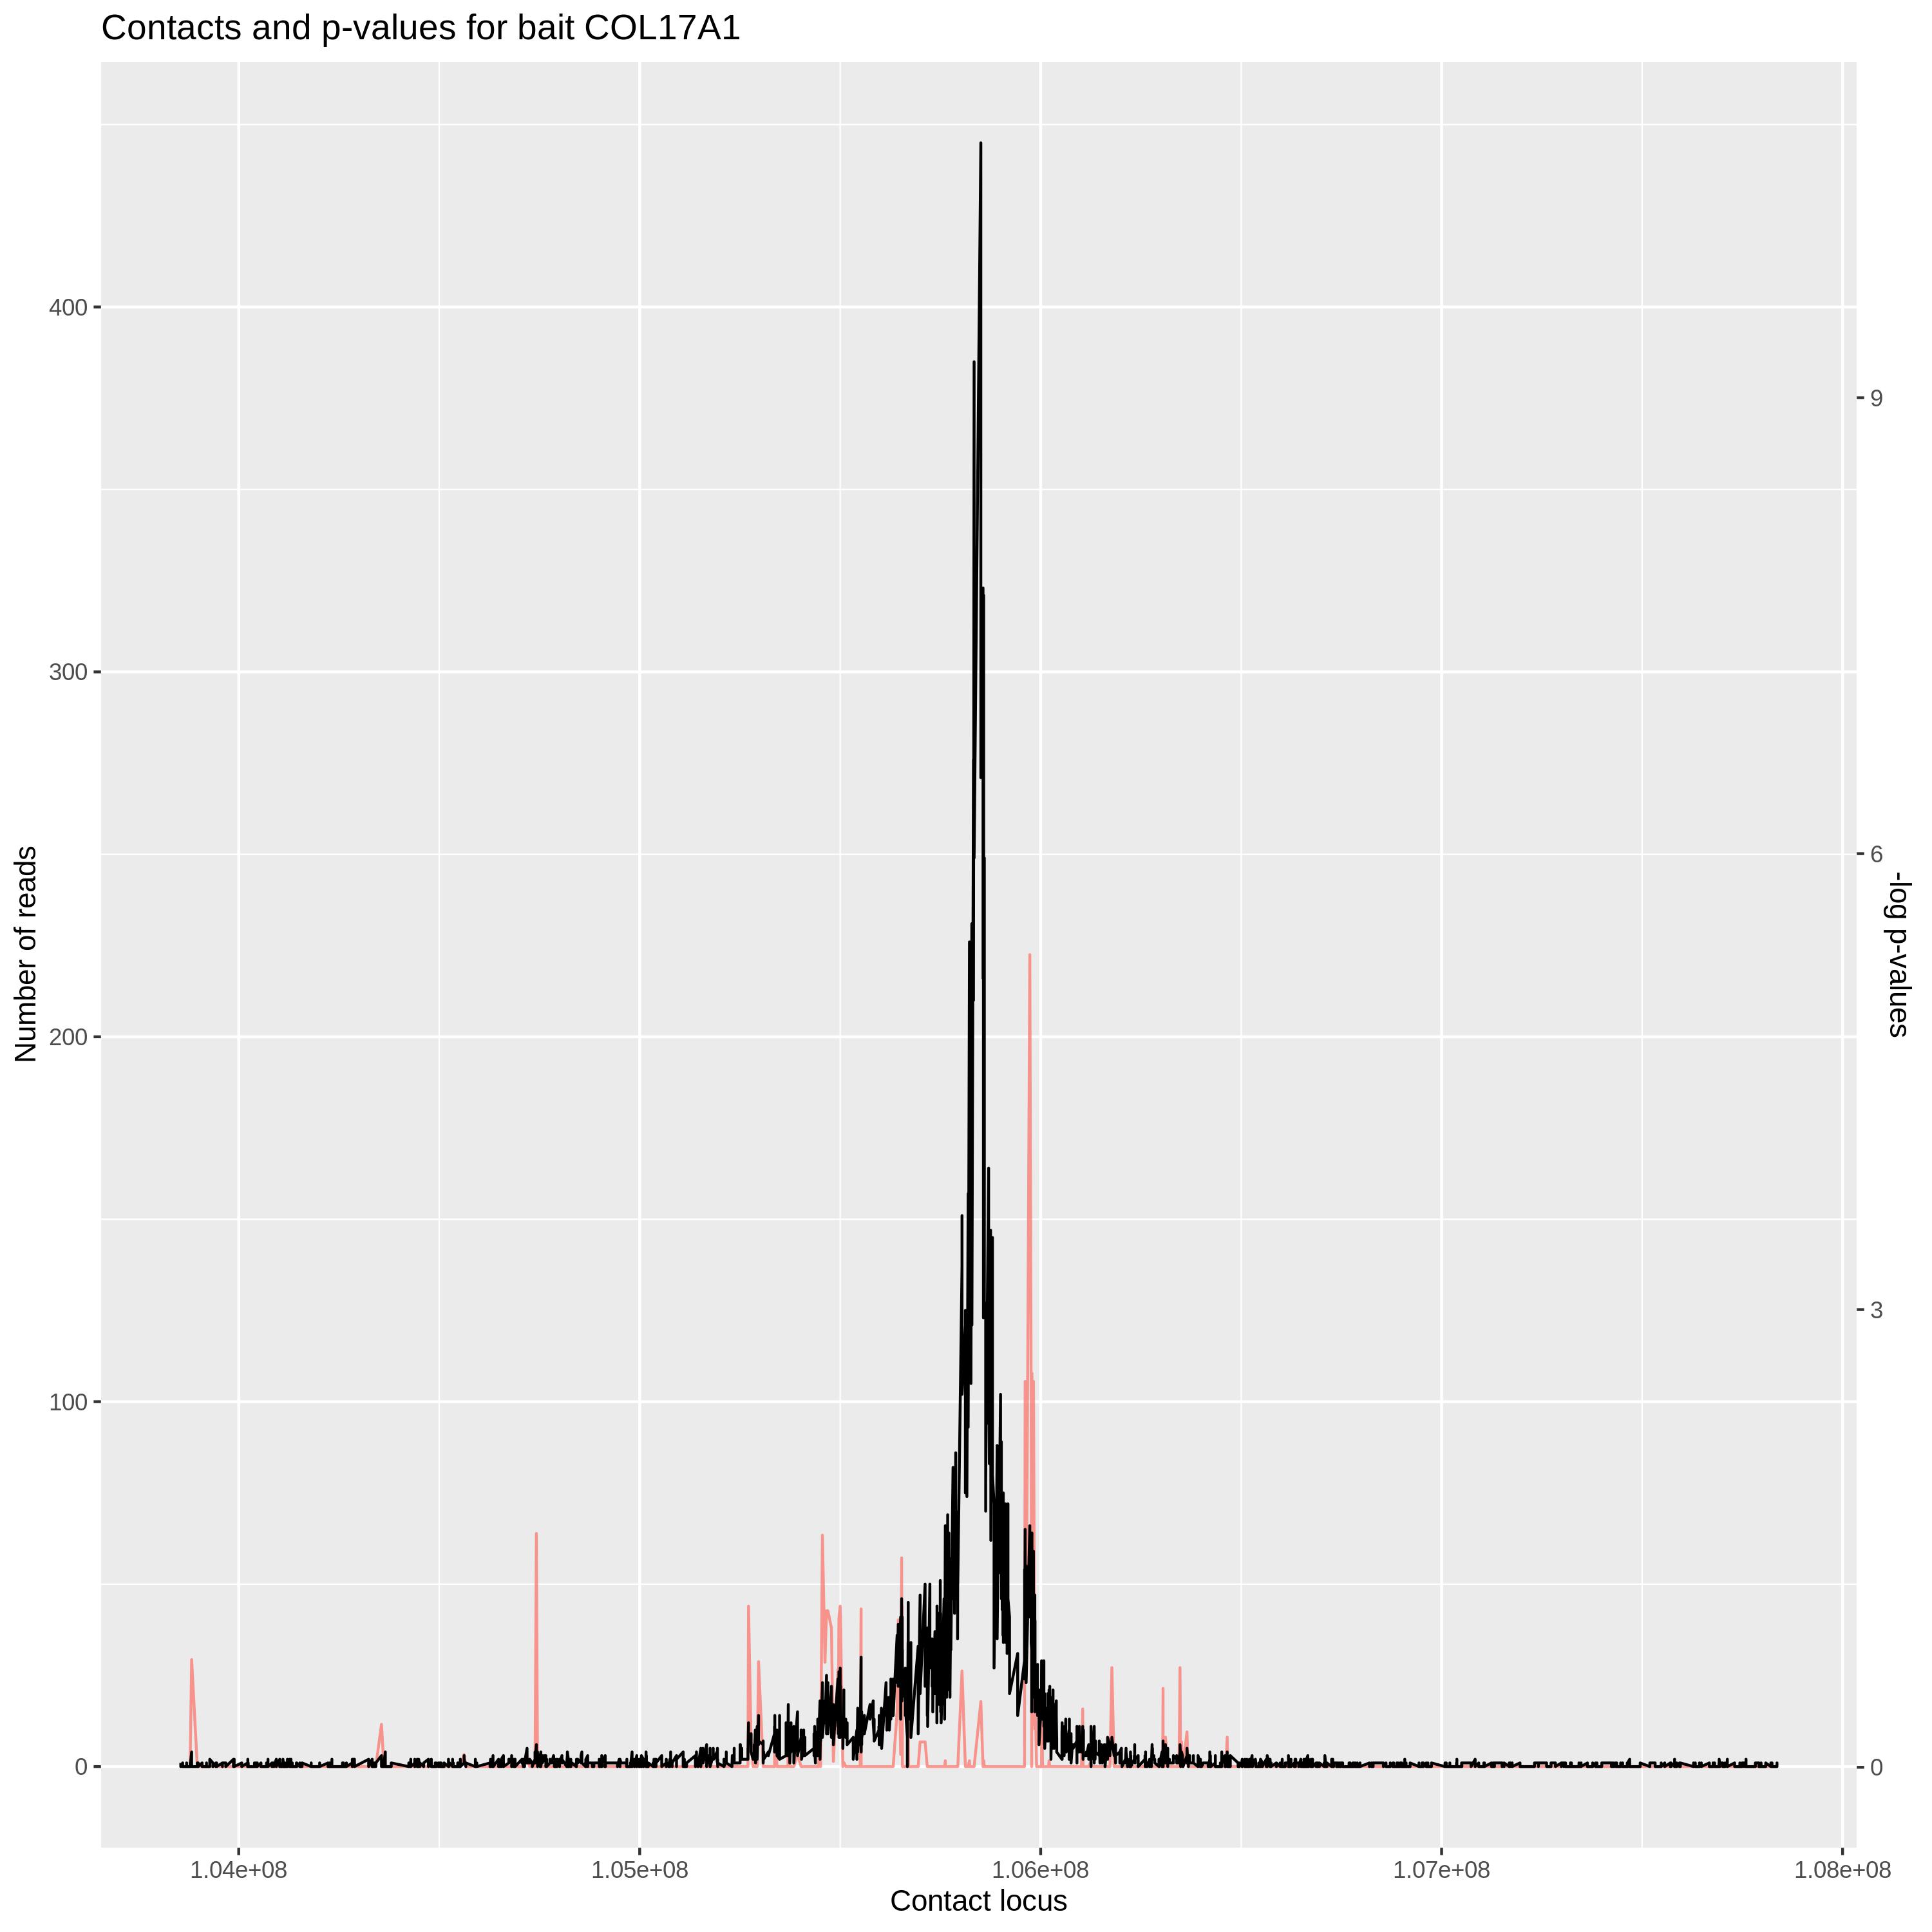 Contacts and p-values for bait COL17A1
400
300
200
100
0
9
6
3
0
Number of reads
-log p-values
1.04e+08
1.05e+08
1.06e+08
1.07e+08
1.08e+08
Contact locus